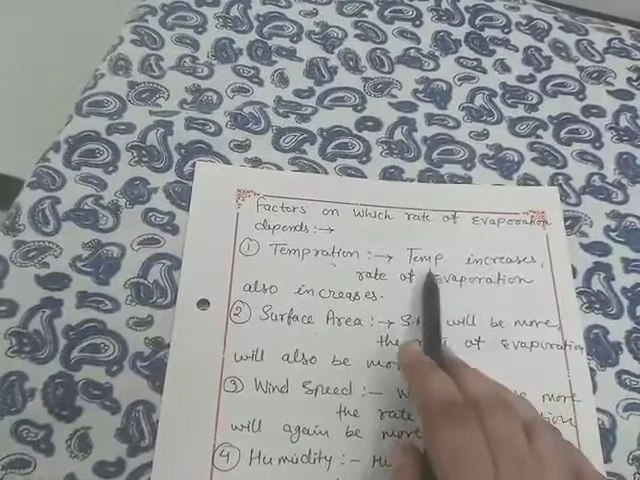 Factors on which rate of Evaporation
depends :→
① Tempration :→ Temp increases,
rate of Evaporation
also increases.
② Surface Area :→ will be more,
the of Evaporation
will also be
③ Wind Speed :- more
the rate
will again be more
④ Humidity :-